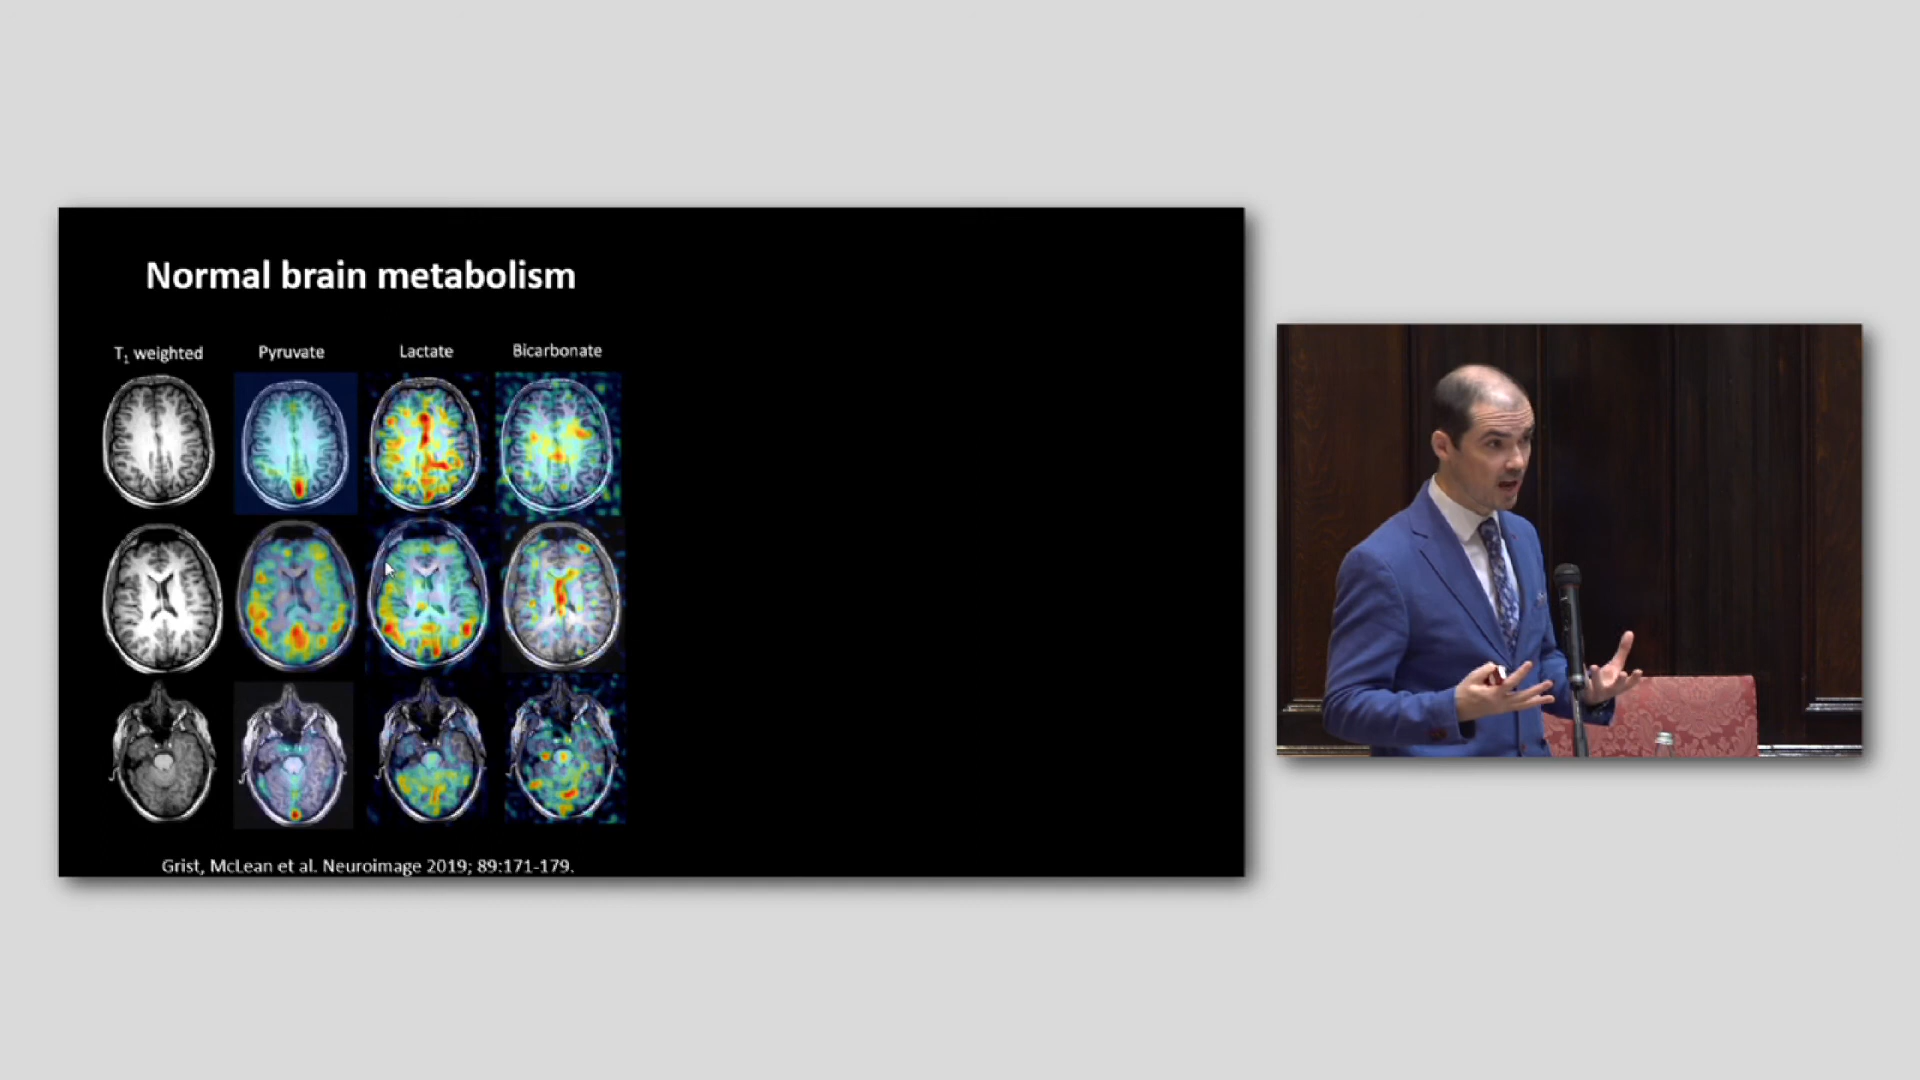 Normal brain metabolism
T1 weighted Pyruvate Lactate Bicarbonate
Grist, McLean et al. Neuroimage 2019; 89:171-179.